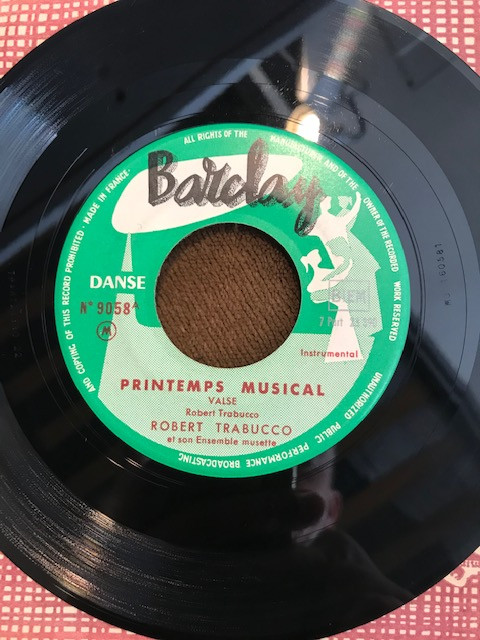 ALL RIGHTS OF THE MANUFACTURER AND OF THE OWNER OF THE RECORDED WORK RESERVED
UNAUTHORIZED PUBLIC PERFORMANCE BROADCASTING
AND COPYING OF THIS RECORD PROHIBITED - MADE IN FRANCE -
Barclay
DANSE
N° 9058 A
M
BIEM
Instrumental
PRINTEMPS MUSICAL
VALSE
Robert Trabucco
ROBERT TRABUCCO
et son Ensemble musette